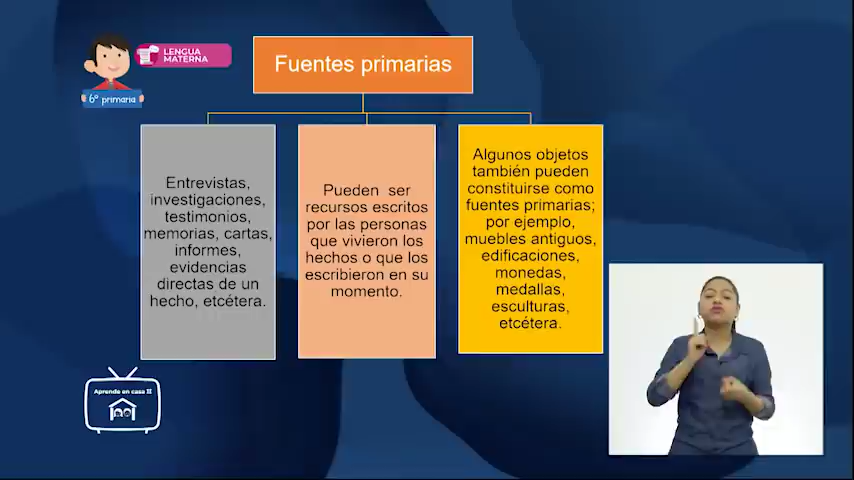 LENGUA
MATERNA
6º primaria
Fuentes primarias
Entrevistas,
investigaciones,
testimonios,
memorias, cartas,
informes,
evidencias
directas de un
hecho, etcétera.
Pueden ser
recursos escritos
por las personas
que vivieron los
hechos o que los
escribieron en su
momento.
Algunos objetos
también pueden
constituirse como
fuentes primarias;
por ejemplo,
muebles antiguos,
edificaciones,
monedas,
medallas,
esculturas,
etcétera.
Aprende en casa II